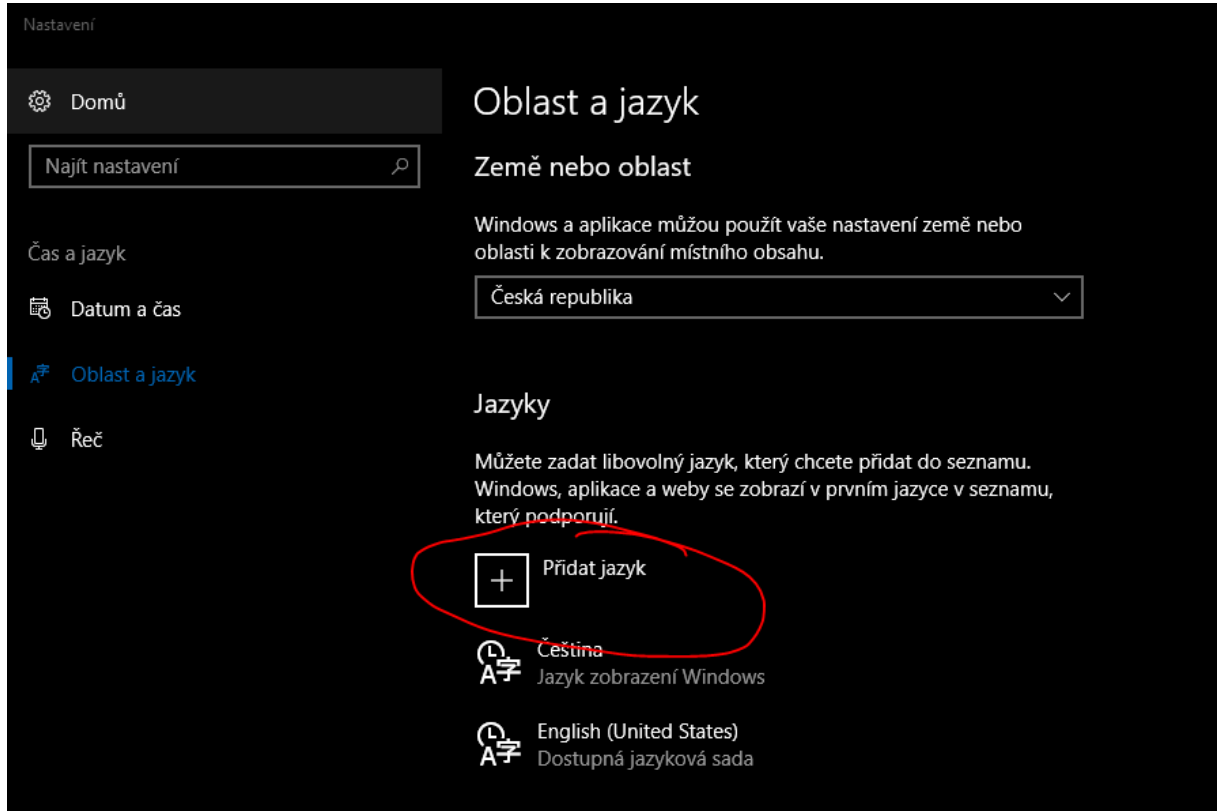 Nastavení
Domů
Najít nastavení
Čas a jazyk
Datum a čas
Oblast a jazyk
Řeč
Oblast a jazyk
Země nebo oblast
Windows a aplikace můžou použít vaše nastavení země nebo
oblasti k zobrazování místního obsahu.
Česká republika
Jazyky
Můžete zadat libovolný jazyk, který chcete přidat do seznamu.
Windows, aplikace a weby se zobrazí v prvním jazyce v seznamu,
který podporují.
Přidat jazyk
Čeština
Jazyk zobrazení Windows
English (United States)
Dostupná jazyková sada